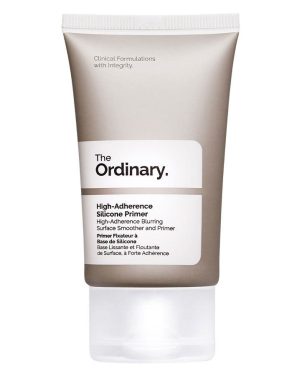 Clinical Formulations
with Integrity.
The
Ordinary.
High-Adherence
Silicone Primer
High-Adherence Blurring
Surface Smoother and Primer
Primer Fixateur à
Base de Silicone
Base Lissante et Floutante
de Surface, à Forte Adhérence